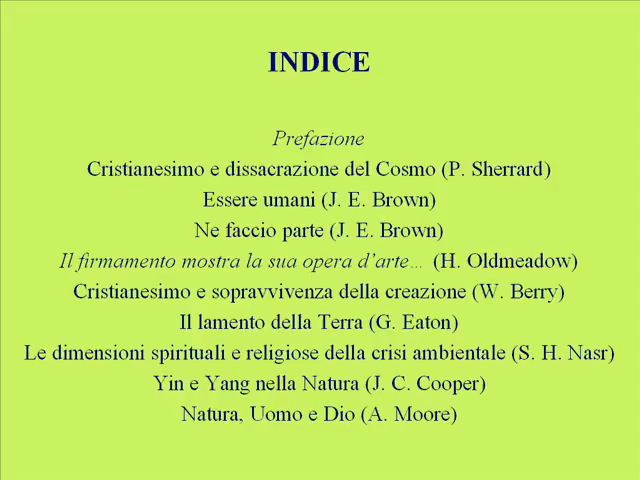 INDICE
Prefazione
Cristianesimo e dissacrazione del Cosmo (P. Sherrard)
Essere umani (J. E. Brown)
Ne faccio parte (J. E. Brown)
Il firmamento mostra la sua opera d’arte… (H. Oldmeadow)
Cristianesimo e sopravvivenza della creazione (W. Berry)
Il lamento della Terra (G. Eaton)
Le dimensioni spirituali e religiose della crisi ambientale (S. H. Nasr)
Yin e Yang nella Natura (J. C. Cooper)
Natura, Uomo e Dio (A. Moore)